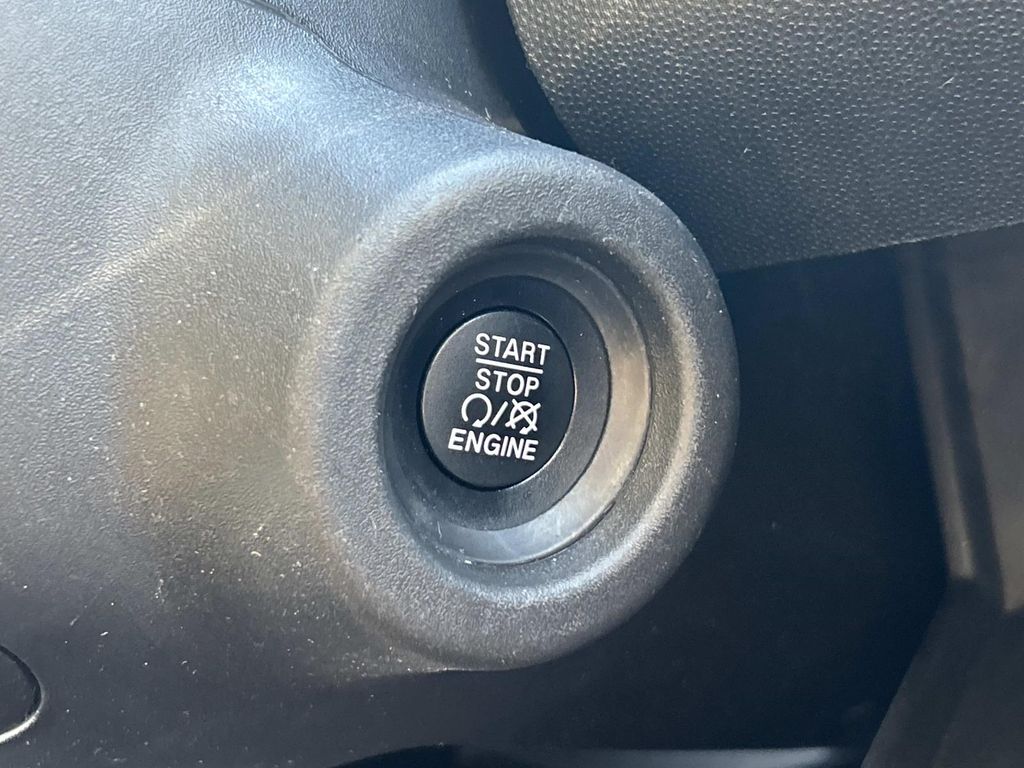 START
STOP
/
ENGINE